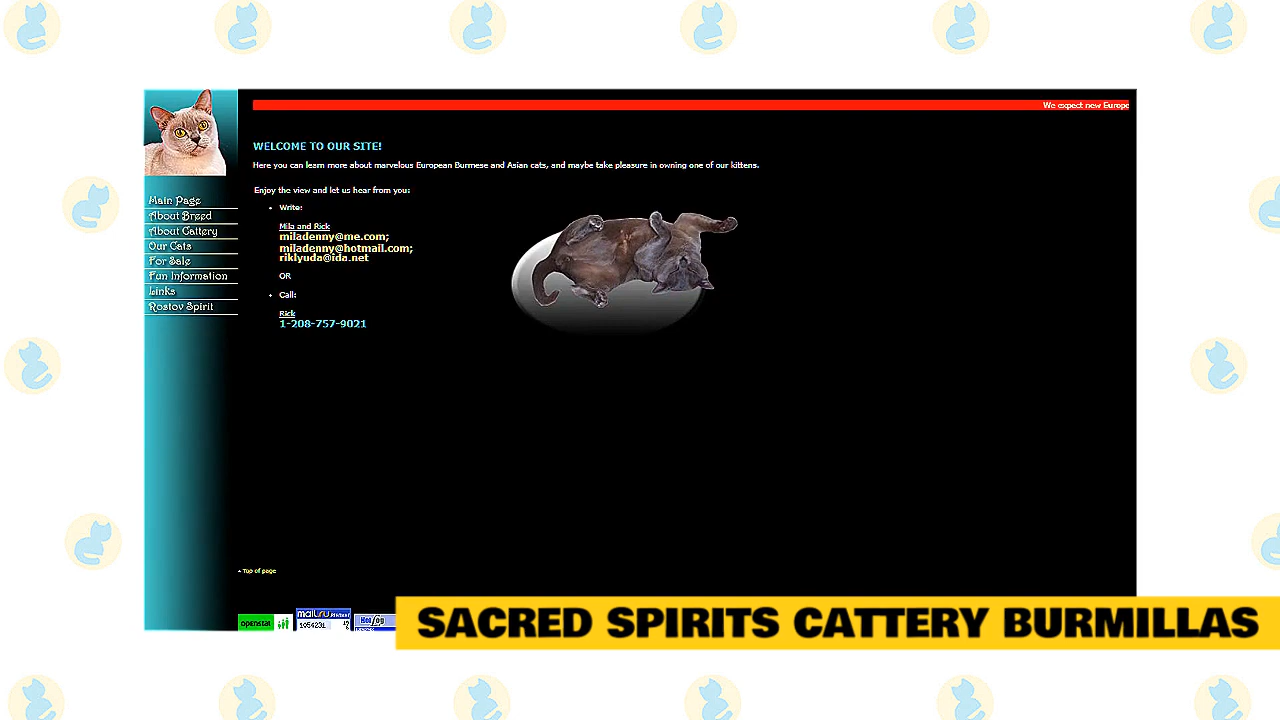 We expect new Europe
WELCOME TO OUR SITE!
Here you can learn more about marvelous European Burmese and Asian cats, and maybe take pleasure in owning one of our kittens.
Enjoy the view and let us hear from you:
Write:
Mila and Rick
miladenny@me.com;
miladenny@hotmail.com;
riklyuda@ida.net
OR
Call:
Rick
1-208-757-9021
Main Page
About Breed
About Cattery
Our Cats
For Sale
Fun Information
Links
Rostov Spirit
Top of page
openstat
mail.ru
SACRED SPIRITS CATTERY BURMILLAS